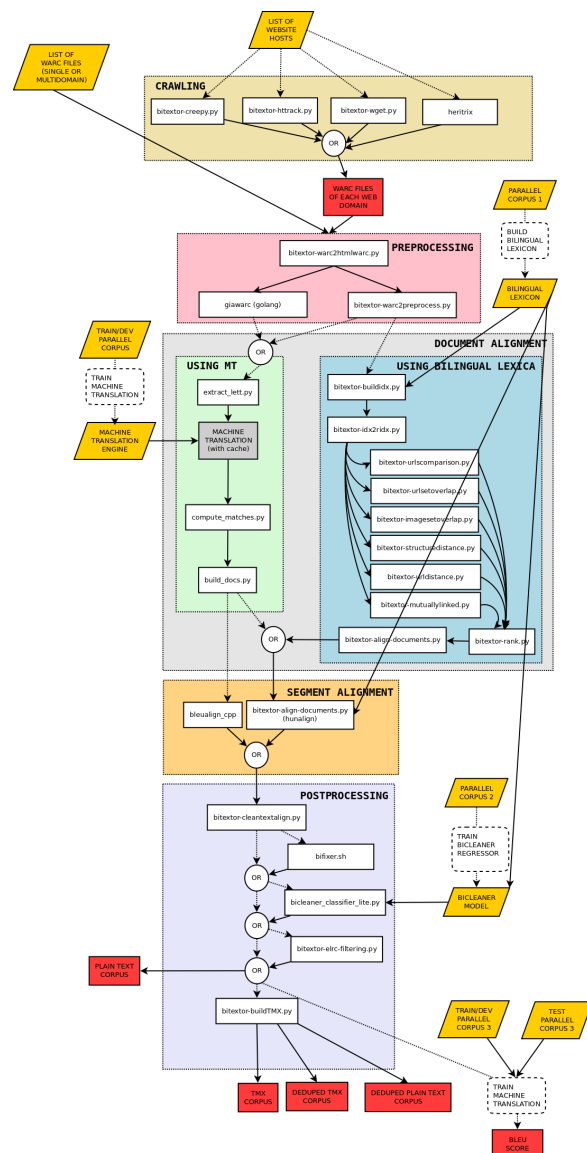 LIST OF
WEBSITE
HOSTS
LIST OF
WARC FILES
(SINGLE OR
MULTIDOMAIN)
CRAWLING
bitextor-creepy.py
bitextor-httrack.py
bitextor-wget.py
heritrix
OR
WARC FILES
OF EACH WEB
DOMAIN
PARALLEL
CORPUS 1
BUILD
BILINGUAL
LEXICON
BILINGUAL
LEXICON
PREPROCESSING
bitextor-warc2htmlwarc.py
giawarc (golang)
bitextor-warc2preprocess.py
DOCUMENT ALIGNMENT
OR
TRAIN/DEV
PARALLEL
CORPUS
TRAIN
MACHINE
TRANSLATION
MACHINE
TRANSLATION
ENGINE
USING MT
extract_lett.py
MACHINE
TRANSLATION
(with cache)
compute_matches.py
build_docs.py
USING BILINGUAL LEXICA
bitextor-buildidx.py
bitextor-idx2ridx.py
bitextor-urlscomparison.py
bitextor-urlsetoverlap.py
bitextor-imagesetoverlap.py
bitextor-structuredistance.py
bitextor-urldistance.py
bitextor-mutuallylinked.py
bitextor-rank.py
bitextor-align-documents.py
OR
SEGMENT ALIGNMENT
bleualign_cpp
bitextor-align-documents.py
(hunalign)
OR
POSTPROCESSING
bitextor-cleantextalign.py
bifixer.sh
OR
bicleaner_classifier_lite.py
OR
bitextor-elrc-filtering.py
OR
bitextor-buildTMX.py
PARALLEL
CORPUS 2
TRAIN
BICLEANER
REGRESSOR
BICLEANER
MODEL
PLAIN TEXT
CORPUS
TMX
CORPUS
DEDUPED TMX
CORPUS
DEDUPED PLAIN TEXT
CORPUS
TRAIN/DEV
PARALLEL
CORPUS 3
TEST
PARALLEL
CORPUS 3
TRAIN
MACHINE
TRANSLATION
BLEU
SCORE